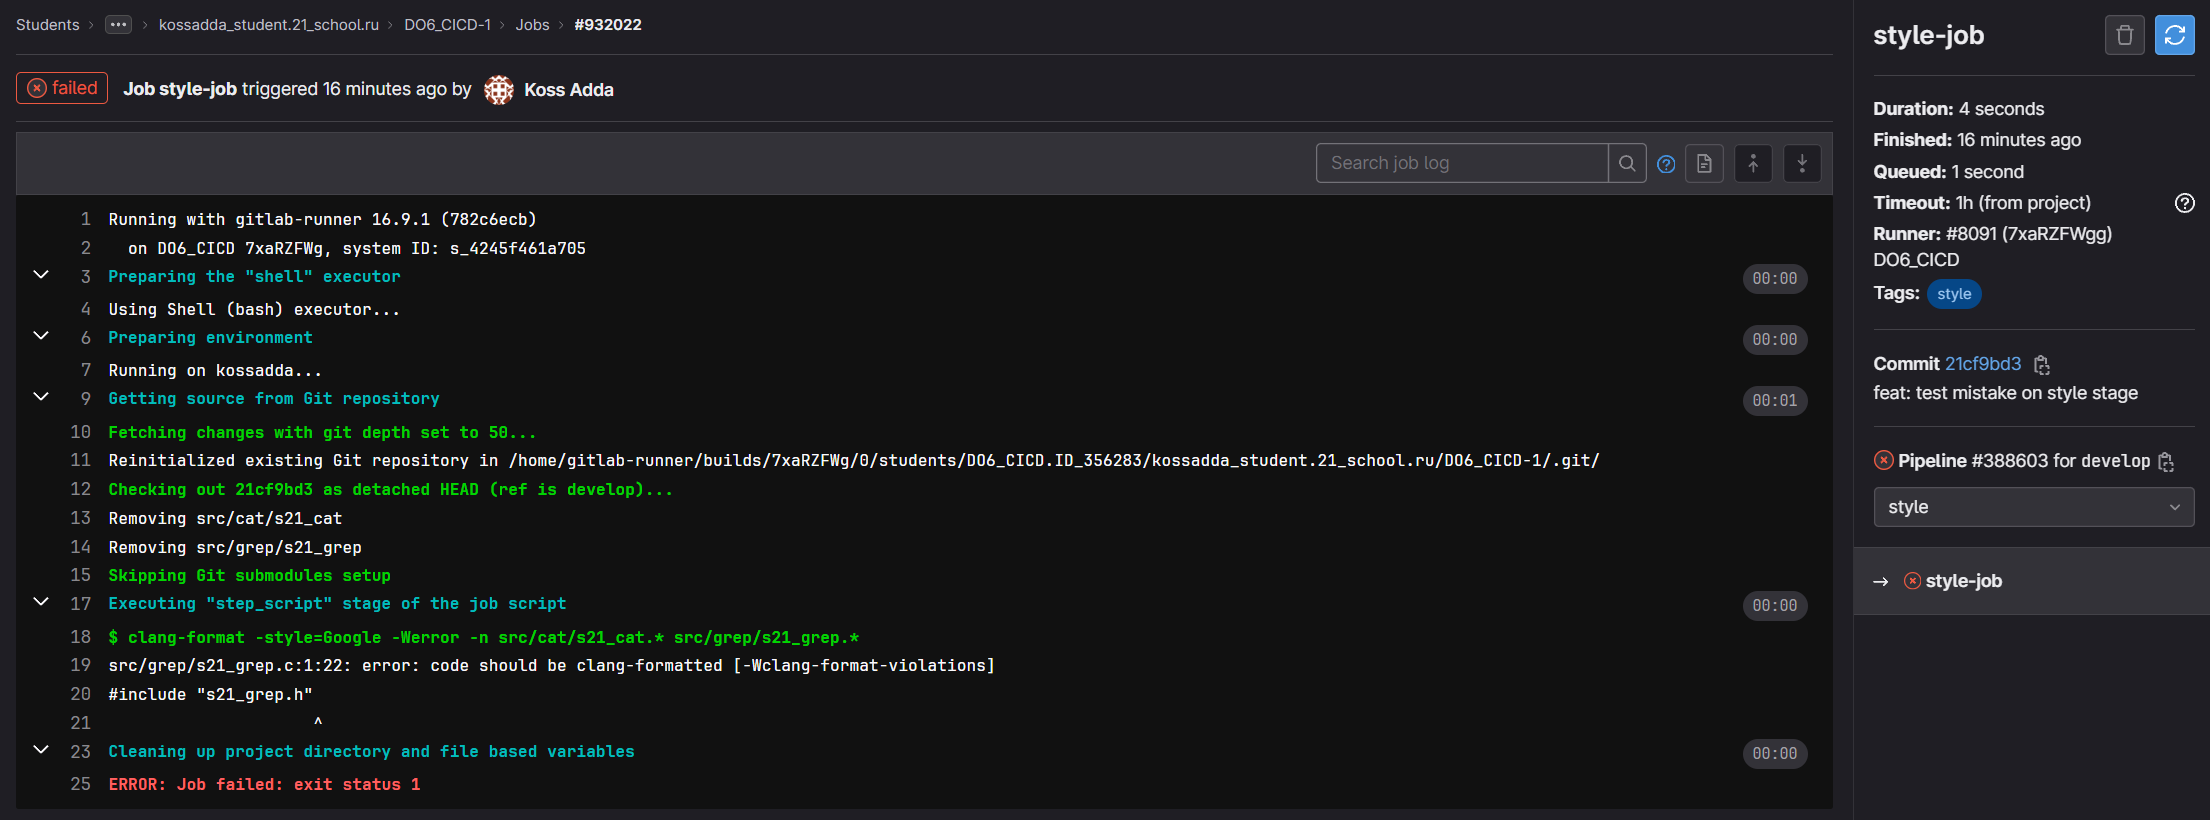 Students > ... > kossadda_student.21_school.ru > DO6_CICD-1 > Jobs > #932022
failed Job style-job triggered 16 minutes ago by Koss Adda
Search job log
1 Running with gitlab-runner 16.9.1 (782c6ecb)
2 on DO6_CICD 7xaRZFWg, system ID: s_4245f461a705
3 Preparing the "shell" executor 00:00
4 Using Shell (bash) executor...
6 Preparing environment 00:00
7 Running on kossadda...
9 Getting source from Git repository 00:01
10 Fetching changes with git depth set to 50...
11 Reinitialized existing Git repository in /home/gitlab-runner/builds/7xaRZFWg/0/students/DO6_CICD.ID_356283/kossadda_student.21_school.ru/DO6_CICD-1/.git/
12 Checking out 21cf9bd3 as detached HEAD (ref is develop)...
13 Removing src/cat/s21_cat
14 Removing src/grep/s21_grep
15 Skipping Git submodules setup
17 Executing "step_script" stage of the job script 00:00
18 $ clang-format -style=Google -Werror -n src/cat/s21_cat.* src/grep/s21_grep.*
19 src/grep/s21_grep.c:1:22: error: code should be clang-formatted [-Wclang-format-violations]
20 #include "s21_grep.h"
21 ^
23 Cleaning up project directory and file based variables 00:00
25 ERROR: Job failed: exit status 1
style-job
Duration: 4 seconds
Finished: 16 minutes ago
Queued: 1 second
Timeout: 1h (from project)
Runner: #8091 (7xaRZFWgg)
DO6_CICD
Tags: style
Commit 21cf9bd3
feat: test mistake on style stage
Pipeline #388603 for develop
style
→ style-job